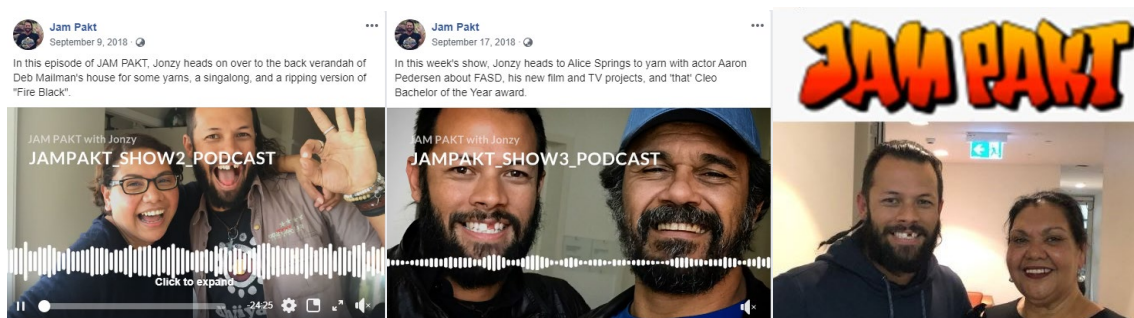 Jam Pakt
September 9, 2018 ·
In this episode of JAM PAKT, Jonzy heads on over to the back verandah of
Deb Mailman's house for some yarns, a singalong, and a ripping version of
"Fire Black".
JAM PAKT with Jonzy
JAMPAKT_SHOW2_PODCAST
Click to expand
-24:25
Jam Pakt
September 17, 2018 ·
In this week's show, Jonzy heads to Alice Springs to yarn with actor Aaron
Pedersen about FASD, his new film and TV projects, and 'that' Cleo
Bachelor of the Year award.
JAM PAKT with Jonzy
JAMPAKT_SHOW3_PODCAST
JAM PAKT